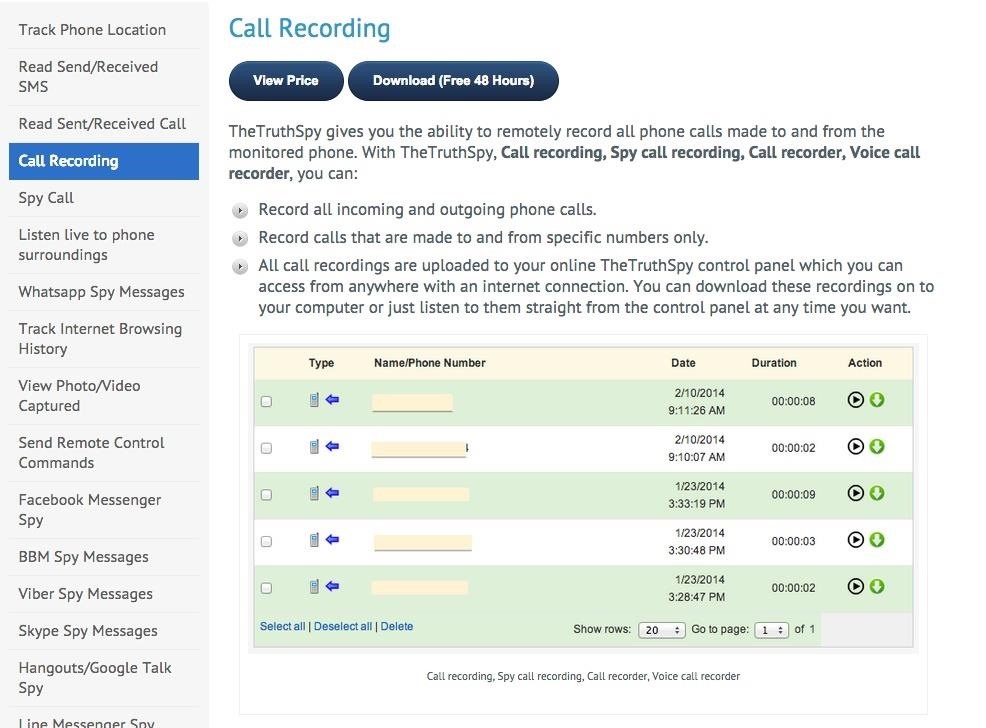 Track Phone Location
Read Send/Received
SMS
Read Sent/Received Call
Call Recording
Spy Call
Listen live to phone
surroundings
Whatsapp Spy Messages
Track Internet Browsing
History
View Photo/Video
Captured
Send Remote Control
Commands
Facebook Messenger
Spy
BBM Spy Messages
Viber Spy Messages
Skype Spy Messages
Hangouts/Google Talk
Spy
Line Messenger Spy
Call Recording
View Price Download (Free 48 Hours)
TheTruthSpy gives you the ability to remotely record all phone calls made to and from the
monitored phone. With TheTruthSpy, Call recording, Spy call recording, Call recorder, Voice call
recorder, you can:
Record all incoming and outgoing phone calls.
Record calls that are made to and from specific numbers only.
All call recordings are uploaded to your online TheTruthSpy control panel which you can
access from anywhere with an internet connection. You can download these recordings on to
your computer or just listen to them straight from the control panel at any time you want.
Type Name/Phone Number Date Duration Action
2/10/2014
9:11:26 AM 00:00:08
2/10/2014
9:10:07 AM 00:00:02
1/23/2014
3:33:19 PM 00:00:09
1/23/2014
3:30:48 PM 00:00:03
1/23/2014
3:28:47 PM 00:00:02
Select all | Deselect all | Delete Show rows: 20 Go to page: 1 of 1
Call recording, Spy call recording, Call recorder, Voice call recorder